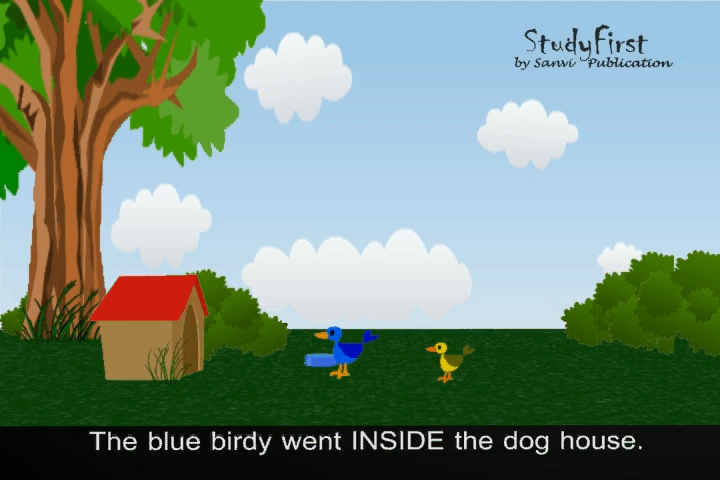 StudyFirst
by Sanvi Publication
The blue birdy went INSIDE the dog house.